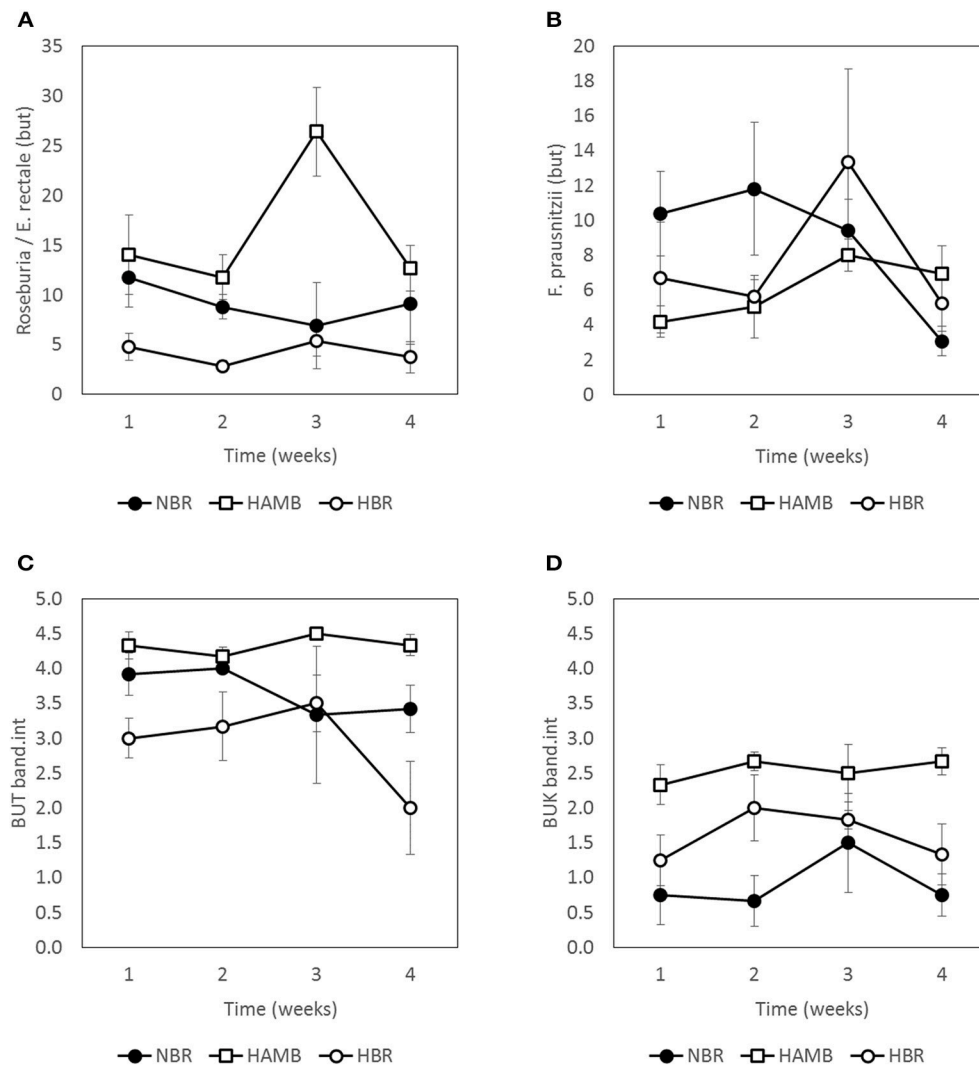 A
Roseburia / E. rectale (but)
35
30
25
20
15
10
5
0
1 2 3 4
Time (weeks)
NBR HAMB HBR
B
F. prausnitzii (but)
20
18
16
14
12
10
8
6
4
2
0
1 2 3 4
Time (weeks)
NBR HAMB HBR
C
BUT band.int
5.0
4.5
4.0
3.5
3.0
2.5
2.0
1.5
1.0
0.5
0.0
1 2 3 4
Time (weeks)
NBR HAMB HBR
D
BUK band.int
5.0
4.5
4.0
3.5
3.0
2.5
2.0
1.5
1.0
0.5
0.0
1 2 3 4
Time (weeks)
NBR HAMB HBR